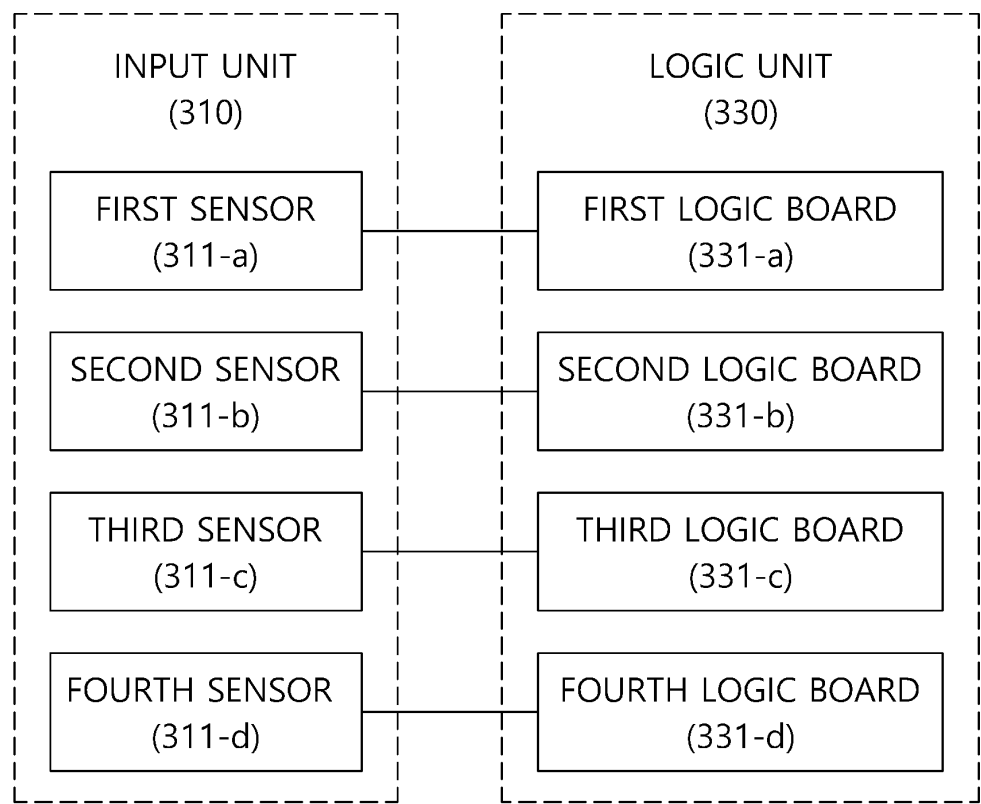 INPUT UNIT
(310)
FIRST SENSOR
(311-a)
SECOND SENSOR
(311-b)
THIRD SENSOR
(311-c)
FOURTH SENSOR
(311-d)
LOGIC UNIT
(330)
FIRST LOGIC BOARD
(331-a)
SECOND LOGIC BOARD
(331-b)
THIRD LOGIC BOARD
(331-c)
FOURTH LOGIC BOARD
(331-d)